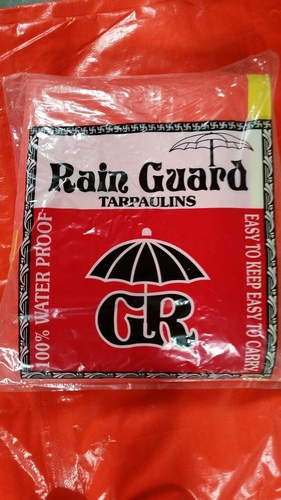 Rain Guard
TARPAULINS
100% WATER PROOF
GR
EASY TO KEEP EASY TO CARRY